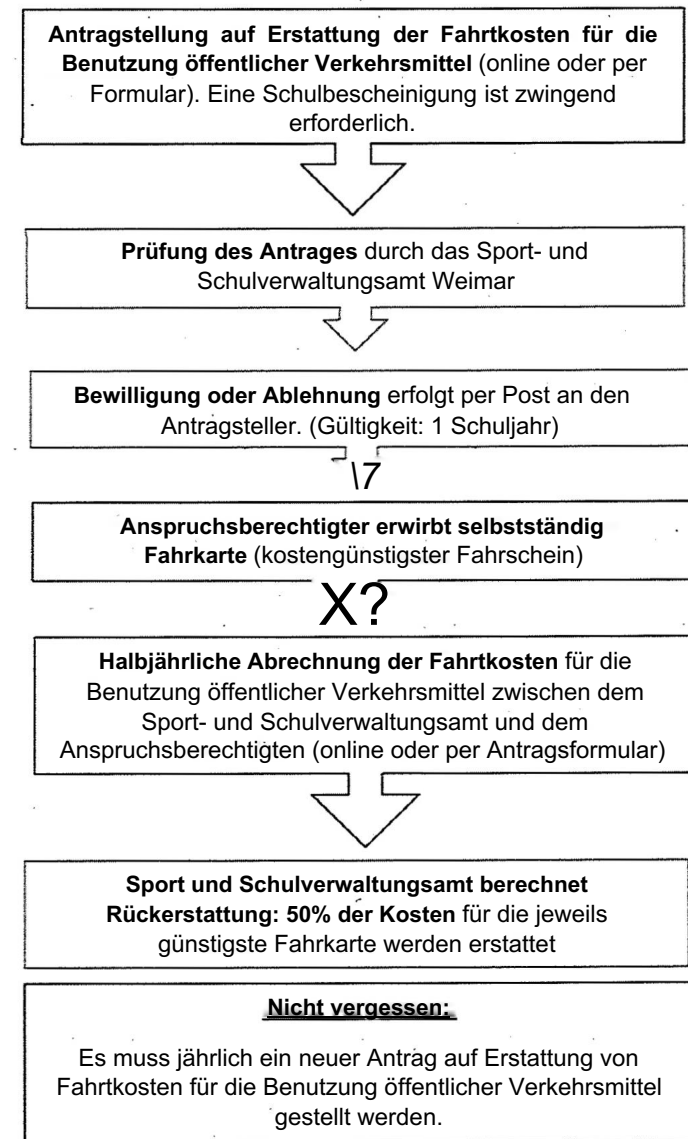 Antragstellung auf Erstattung der Fahrtkosten für die
Benutzung öffentlicher Verkehrsmittel (online oder per
Formular). Eine Schulbescheinigung ist zwingend
erforderlich.
Prüfung des Antrages durch das Sport- und
Schulverwaltungsamt Weimar
Bewilligung oder Ablehnung erfolgt per Post an den
Antragsteller. (Gültigkeit: 1 Schuljahr)
\7
Anspruchsberechtigter erwirbt selbstständig
Fahrkarte (kostengünstigster Fahrschein)
X?
Halbjährliche Abrechnung der Fahrtkosten für die
Benutzung öffentlicher Verkehrsmittel zwischen dem
Sport- und Schulverwaltungsamt und dem
Anspruchsberechtigten (online oder per Antragsformular)
Sport und Schulverwaltungsamt berechnet
Rückerstattung: 50% der Kosten für die jeweils
günstigste Fahrkarte werden erstattet
Nicht vergessen:
Es muss jährlich ein neuer Antrag auf Erstattung von
Fahrtkosten für die Benutzung öffentlicher Verkehrsmittel
gestellt werden.